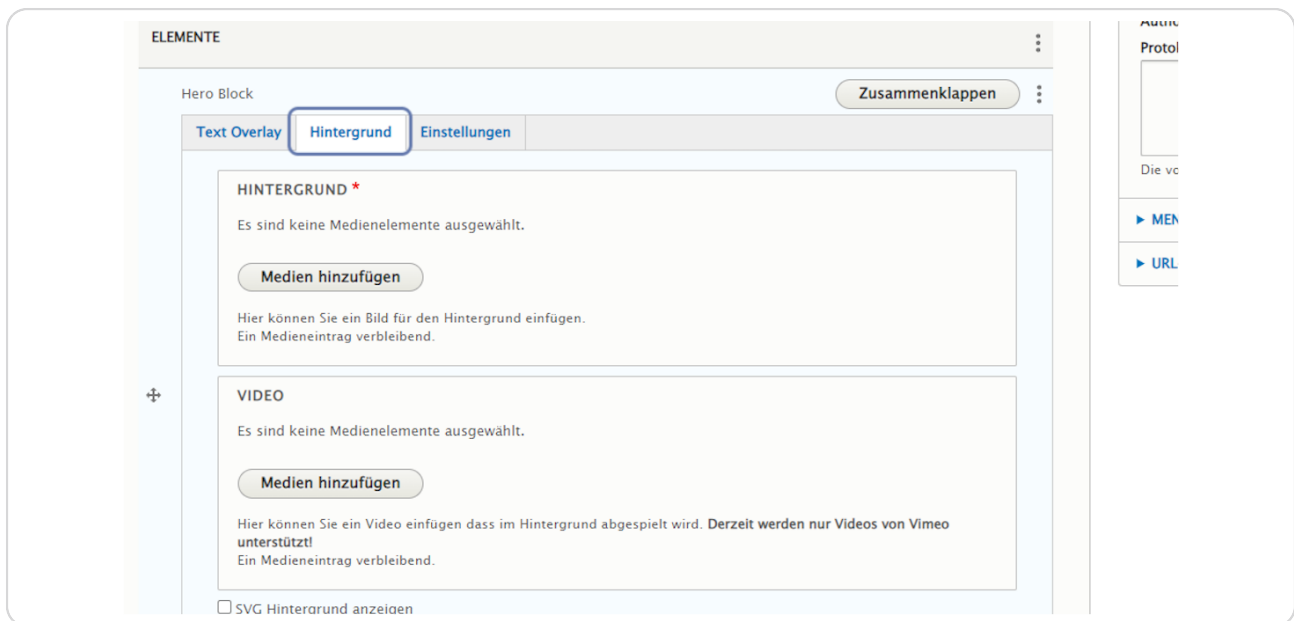 ELEMENTE
Hero Block
Zusammenklappen
Text Overlay Hintergrund Einstellungen
HINTERGRUND *
Es sind keine Medienelemente ausgewählt.
Medien hinzufügen
Hier können Sie ein Bild für den Hintergrund einfügen.
Ein Medieneintrag verbleibend.
VIDEO
Es sind keine Medienelemente ausgewählt.
Medien hinzufügen
Hier können Sie ein Video einfügen dass im Hintergrund abgespielt wird. Derzeit werden nur Videos von Vimeo
unterstützt!
Ein Medieneintrag verbleibend.
SVG Hintergrund anzeigen
Protol
Die vo
MEN
URL